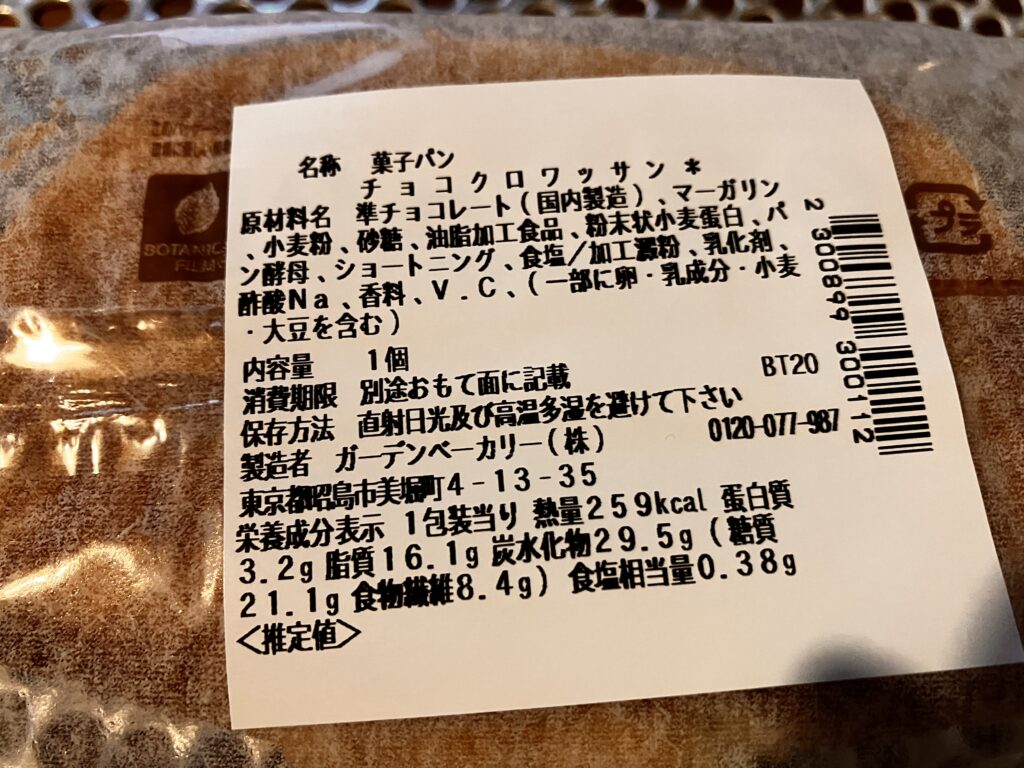 名称 菓子パン
チョコクロワッサン*
原材料名 準チョコレート(国内製造)、マーガリン
、小麦粉、砂糖、油脂加工食品、粉末状小麦蛋白、パ
ン酵母、ショートニング、食塩/加工澱粉、乳化剤、
酢酸Na、香料、V.C、(一部に卵・乳成分・小麦
・大豆を含む)
内容量 1個
消費期限 別途おもて面に記載
BT20
保存方法 直射日光及び高温多湿を避けて下さい
製造者 ガーデンベーカリー(株)
0120-077-987
東京都昭島市美堀町4-13-35
栄養成分表示 1包装当り 熱量259kcal 蛋白質
3.2g 脂質16.1g 炭水化物29.5g(糖質
21.1g 食物繊維8.4g) 食塩相当量0.38g
<推定値>
2 300899 300112
プラ